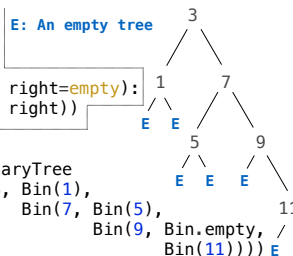 E: An empty tree
3
right=empty):
right))
1 7
E E
5 9
E E E
aryTree
, Bin(1),
Bin(7, Bin(5),
11
Bin(9, Bin.empty,
Bin(11))))
E